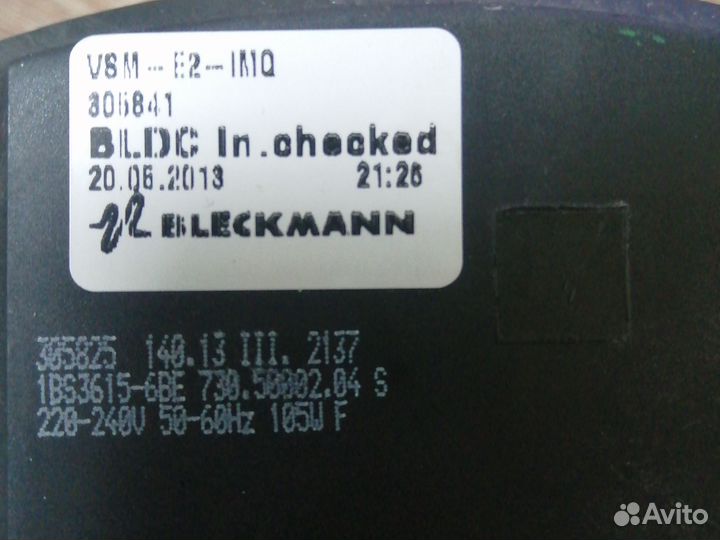 VSM-E2-IMQ
305841
BLDC In.checked
20.06.2013 21:26
BLECKMANN
305825 140.13 III. 2137
1BS3615-6BE 730.50002.04 S
220-240V 50-60Hz 105W F
Avito